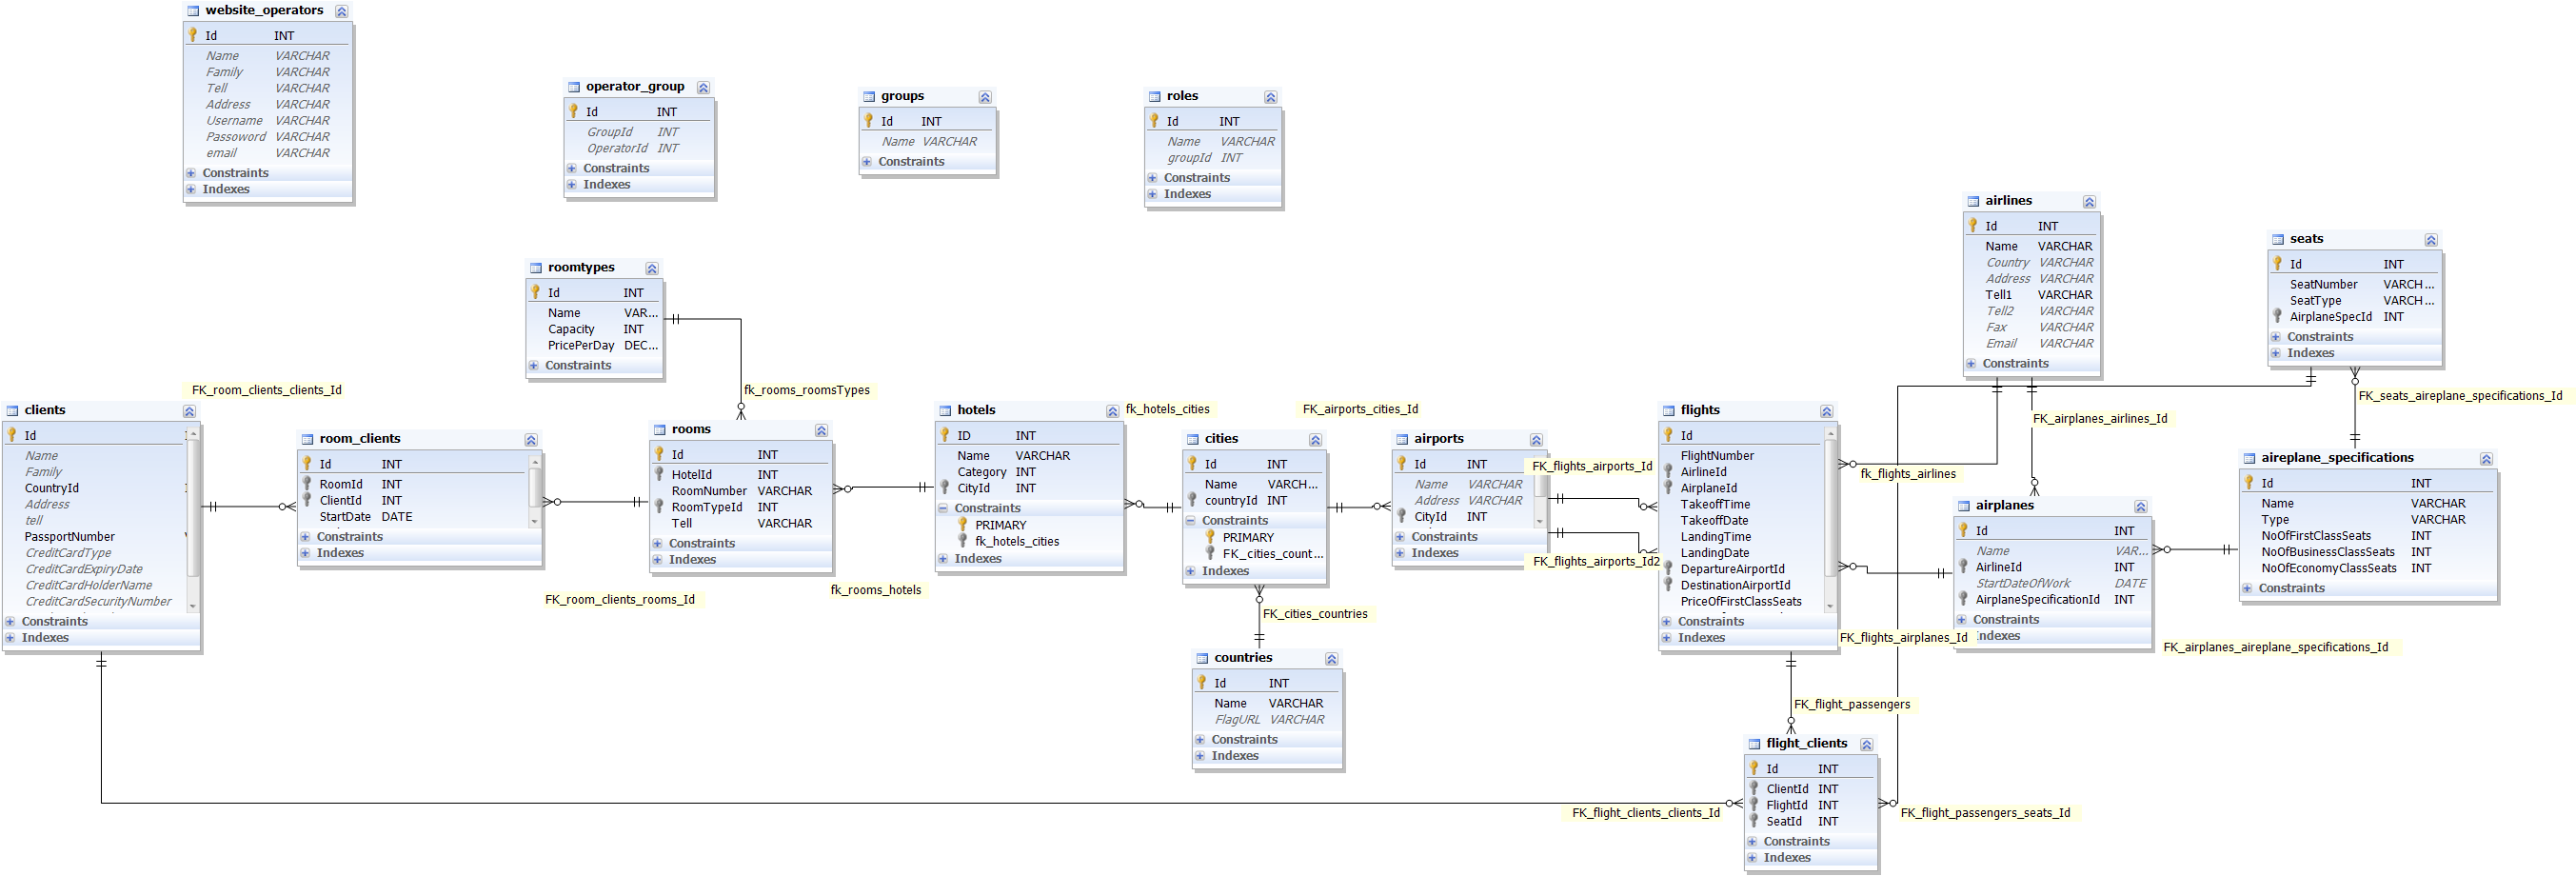 website_operators
Id INT
Name VARCHAR
Family VARCHAR
Tell VARCHAR
Address VARCHAR
Username VARCHAR
Passoword VARCHAR
email VARCHAR
Constraints
Indexes
operator_group
Id INT
GroupId INT
OperatorId INT
Constraints
Indexes
groups
Id INT
Name VARCHAR
Constraints
roles
Id INT
Name VARCHAR
groupId INT
Constraints
Indexes
airlines
Id INT
Name VARCHAR
Country VARCHAR
Address VARCHAR
Tell1 VARCHAR
Tell2 VARCHAR
Fax VARCHAR
Email VARCHAR
Constraints
seats
Id INT
SeatNumber VARCH...
SeatType VARCH...
AirplaneSpecId INT
Constraints
Indexes
roomtypes
Id INT
Name VAR...
Capacity INT
PricePerDay DEC...
Constraints
FK_room_clients_clients_Id
fk_rooms_roomsTypes
FK_seats_aireplane_specifications_Id
clients
Id
Name
Family
CountryId
Address
tell
PassportNumber
CreditCardType
CreditCardExpiryDate
CreditCardHolderName
CreditCardSecurityNumber
Constraints
Indexes
room_clients
Id INT
RoomId INT
ClientId INT
StartDate DATE
Constraints
Indexes
FK_room_clients_rooms_Id
rooms
Id INT
HotelId INT
RoomNumber VARCHAR
RoomTypeId INT
Tell VARCHAR
Constraints
Indexes
fk_rooms_hotels
hotels
ID INT
Name VARCHAR
Category INT
CityId INT
Constraints
PRIMARY
fk_hotels_cities
Indexes
fk_hotels_cities
cities
Id INT
Name VARCH...
countryId INT
Constraints
PRIMARY
FK_cities_count...
Indexes
FK_airports_cities_Id
FK_cities_countries
airports
Id INT
Name VARCHAR
Address VARCHAR
CityId INT
Constraints
Indexes
FK_flights_airports_Id
FK_flights_airports_Id2
flights
Id
FlightNumber
AirlineId
AirplaneId
TakeoffTime
TakeoffDate
LandingTime
LandingDate
DepartureAirportId
DestinationAirportId
PriceOfFirstClassSeats
Constraints
Indexes
FK_airplanes_airlines_Id
fk_flights_airlines
airplanes
Id INT
Name VAR...
AirlineId INT
StartDateOfWork DATE
AirplaneSpecificationId INT
Constraints
Indexes
FK_flights_airplanes_Id
aireplane_specifications
Id INT
Name VARCHAR
Type VARCHAR
NoOfFirstClassSeats INT
NoOfBusinessClassSeats INT
NoOfEconomyClassSeats INT
Constraints
FK_airplanes_aireplane_specifications_Id
countries
Id INT
Name VARCHAR
FlagURL VARCHAR
Constraints
Indexes
FK_flight_passengers
flight_clients
Id INT
ClientId INT
FlightId INT
SeatId INT
Constraints
Indexes
FK_flight_clients_clients_Id
FK_flight_passengers_seats_Id